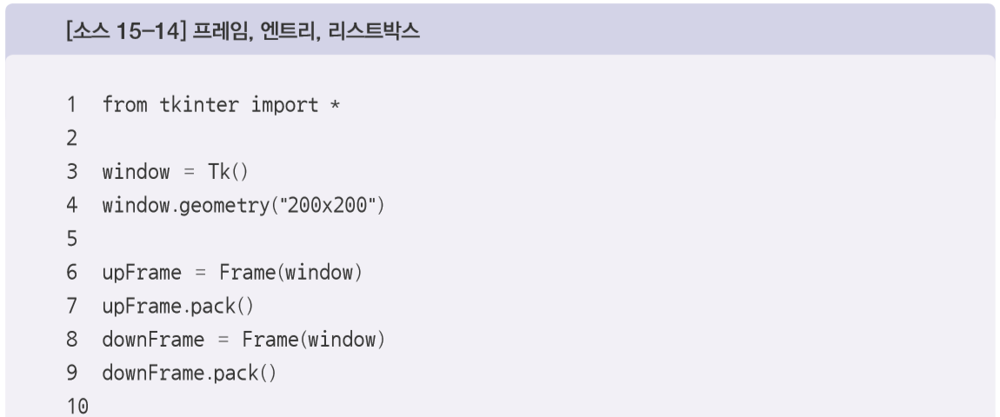 [소스 15–14] 프레임, 엔트리, 리스트박스
1 from tkinter import *
2
3 window = Tk()
4 window.geometry("200x200")
5
6 upFrame = Frame(window)
7 upFrame.pack()
8 downFrame = Frame(window)
9 downFrame.pack()
10